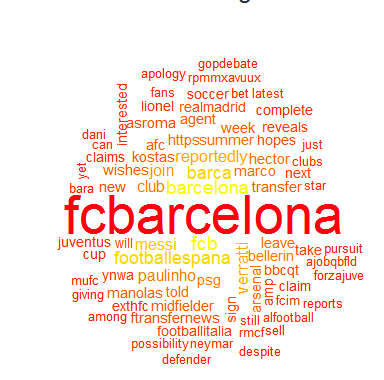 gopdebate
apology rpmmxavuux
fans soccer bet latest
interested lionel realmadrid complete
asroma agent week reveals
dani can afc httpssummer hopes just
yet claims kostas reportedly hector clubs
wishes join barca marco next
bara new club barcelona transfer star
fcbarcelona
juventus will messi fcb leave take pursuit
cup footballespana verratti bellerin ajobqbfld
mufc ynwa paulinho psg arsenal bbcqt forzajuve
giving manolas told sign amp claim
exthfc midfielder fcim reports
among ftransfernews still alfootball
footballitalia rmcf sell
possibility neymar
defender despite